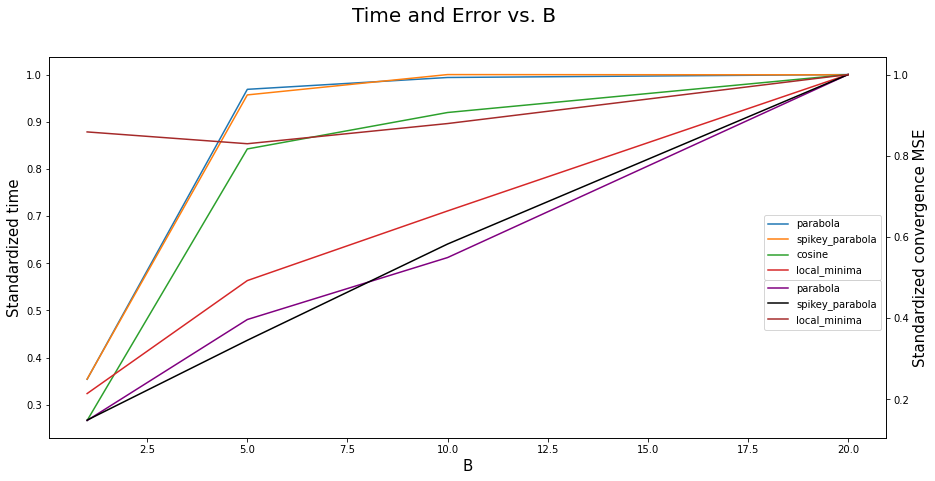 Time and Error vs. B
Standardized time
1.0
0.9
0.8
0.7
0.6
0.5
0.4
0.3
2.5
5.0
7.5
10.0
12.5
15.0
17.5
20.0
B
parabola
spikey_parabola
cosine
local_minima
parabola
spikey_parabola
local_minima
1.0
0.8
0.6
0.4
0.2
Standardized convergence MSE